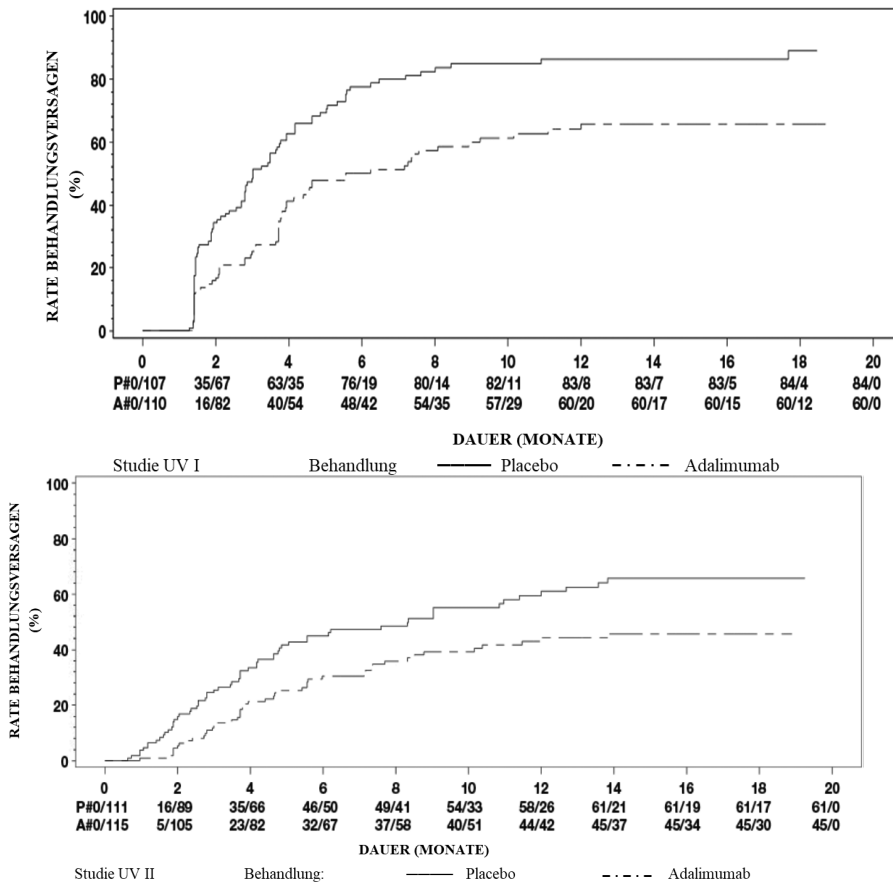 RATE BEHANDLUNGSVERSAGEN
(%)
100
80
60
40
20
0
0 2 4 6 8 10 12 14 16 18 20
P#0/107 35/67 63/35 76/19 80/14 82/11 83/8 83/7 83/5 84/4 84/0
A#0/110 16/82 40/54 48/42 54/35 57/29 60/20 60/17 60/15 60/12 60/0
DAUER (MONATE)
Studie UV I Behandlung Placebo Adalimumab
RATE BEHANDLUNGSVERSAGEN
(%)
100
80
60
40
20
0
0 2 4 6 8 10 12 14 16 18 20
P#0/111 16/89 35/66 46/50 49/41 54/33 58/26 61/21 61/19 61/17 61/0
A#0/115 5/105 23/82 32/67 37/58 40/51 44/42 45/37 45/34 45/30 45/0
DAUER (MONATE)
Studie UV II Behandlung: Placebo Adalimumab